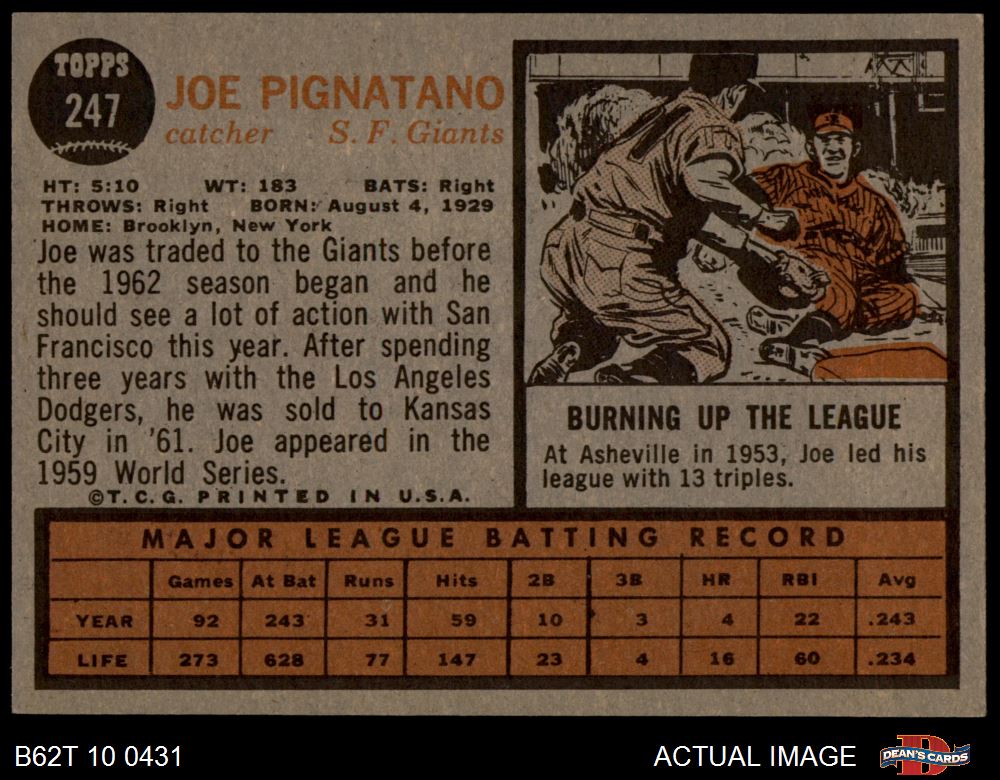 TOPPS
247
JOE PIGNATANO
catcher S. F. Giants
HT: 5:10 WT: 183 BATS: Right
THROWS: Right BORN: August 4, 1929
HOME: Brooklyn, New York
Joe was traded to the Giants before
the 1962 season began and he
should see a lot of action with San
Francisco this year. After spending
three years with the Los Angeles
Dodgers, he was sold to Kansas
City in '61. Joe appeared in the
1959 World Series.
©T. C. G. PRINTED IN U.S.A.
BURNING UP THE LEAGUE
At Asheville in 1953, Joe led his
league with 13 triples.
MAJOR LEAGUE BATTING RECORD
Games At Bat Runs Hits 2B 3B HR RBI Avg
YEAR 92 243 31 59 10 3 4 22 .243
LIFE 273 628 77 147 23 4 16 60 .234
B62T 10 0431
ACTUAL IMAGE
DEAN'S CARDS